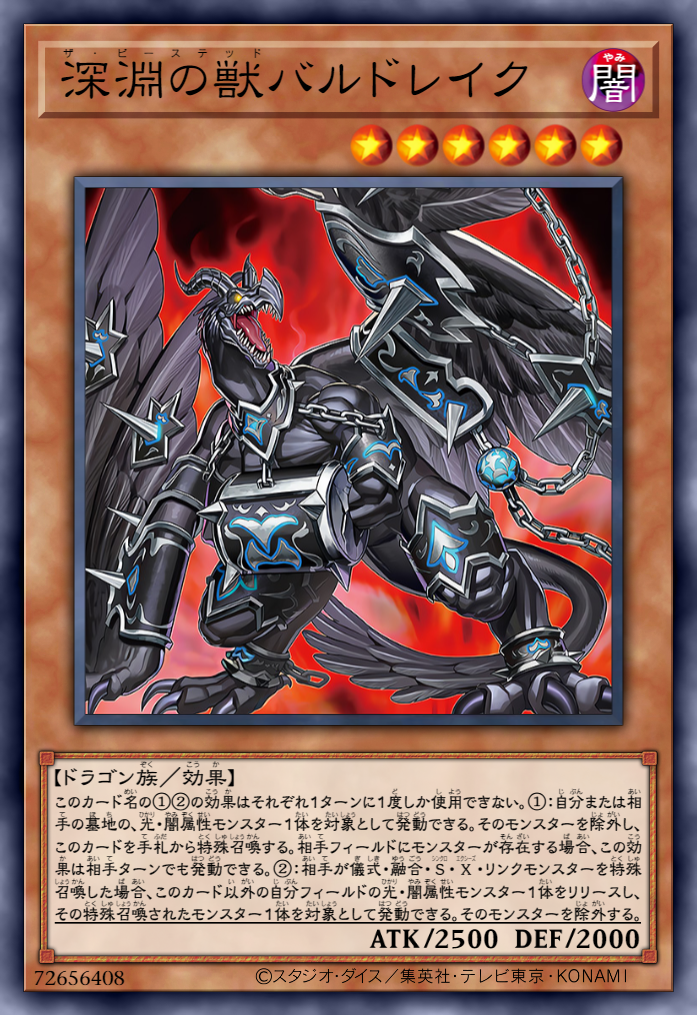 ザ・ビーステッド
深淵の獣バルドレイク
やみ
闇
【ドラゴン族／効果】
このカード名の①②の効果はそれぞれ1ターンに1度しか使用できない。①：自分または相
手の墓地の、光・闇属性モンスター1体を対象として発動できる。そのモンスターを除外し、
このカードを手札から特殊召喚する。相手フィールドにモンスターが存在する場合、この効
果は相手ターンでも発動できる。②：相手が儀式・融合・S・X・リンクモンスターを特殊
召喚した場合、このカード以外の自分フィールドの光・闇属性モンスター1体をリリースし、
その特殊召喚されたモンスター1体を対象として発動できる。そのモンスターを除外する。
ATK/2500 DEF/2000
72656408 ©スタジオ・ダイス／集英社・テレビ東京・KONAMI